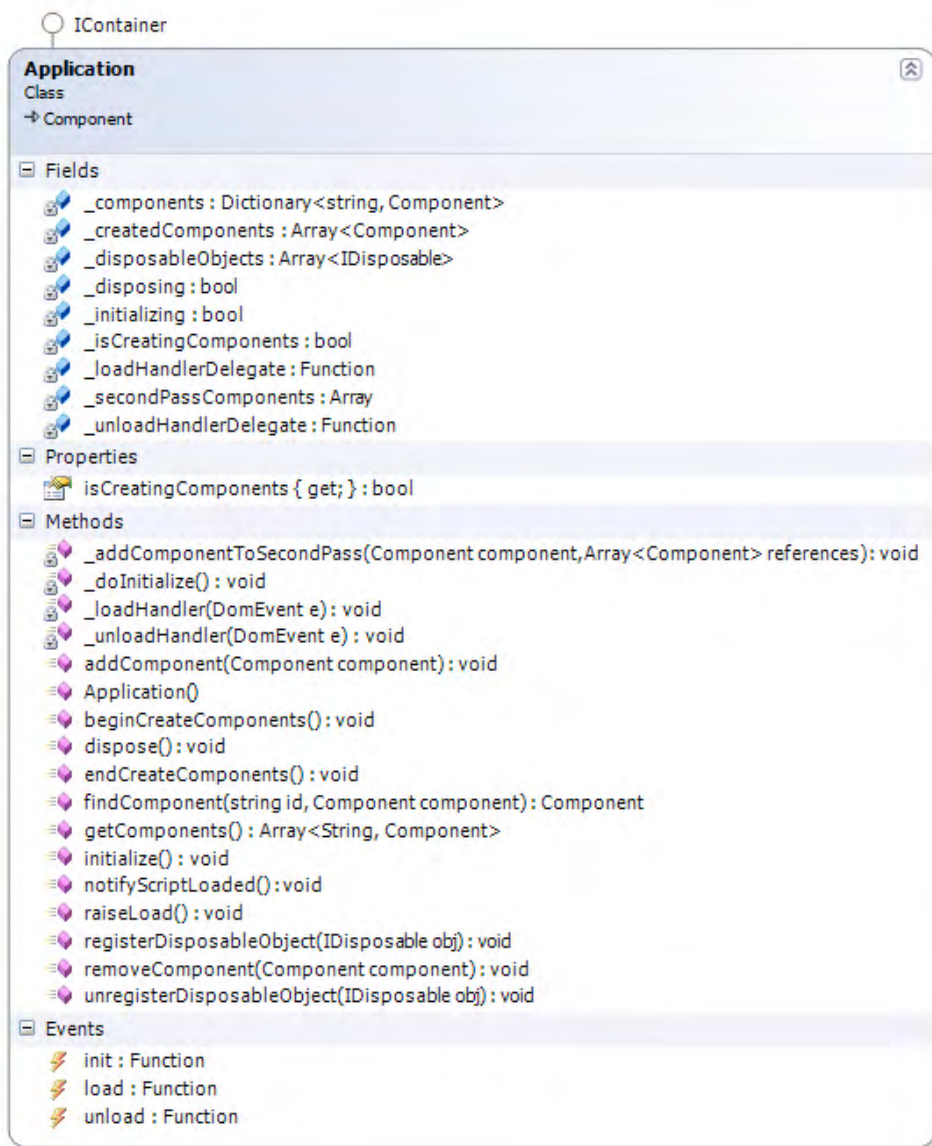 IContainer
Application
Class
Component
Fields
_components : Dictionary<string, Component>
_createdComponents : Array<Component>
_disposableObjects : Array<IDisposable>
_disposing : bool
_initializing : bool
_isCreatingComponents : bool
_loadHandlerDelegate : Function
_secondPassComponents : Array
_unloadHandlerDelegate : Function
Properties
isCreatingComponents { get; } : bool
Methods
_addComponentToSecondPass(Component component,Array<Component> references) : void
_doInitialize() : void
_loadHandler(DomEvent e) : void
_unloadHandler(DomEvent e) : void
addComponent(Component component) : void
Application()
beginCreateComponents() : void
dispose() : void
endCreateComponents() : void
findComponent(string id, Component component) : Component
getComponents() : Array<String, Component>
initialize() : void
notifyScriptLoaded() :void
raiseLoad() : void
registerDisposableObject(IDisposable obj) : void
removeComponent(Component component) : void
unregisterDisposableObject(IDisposable obj) : void
Events
init : Function
load : Function
unload : Function